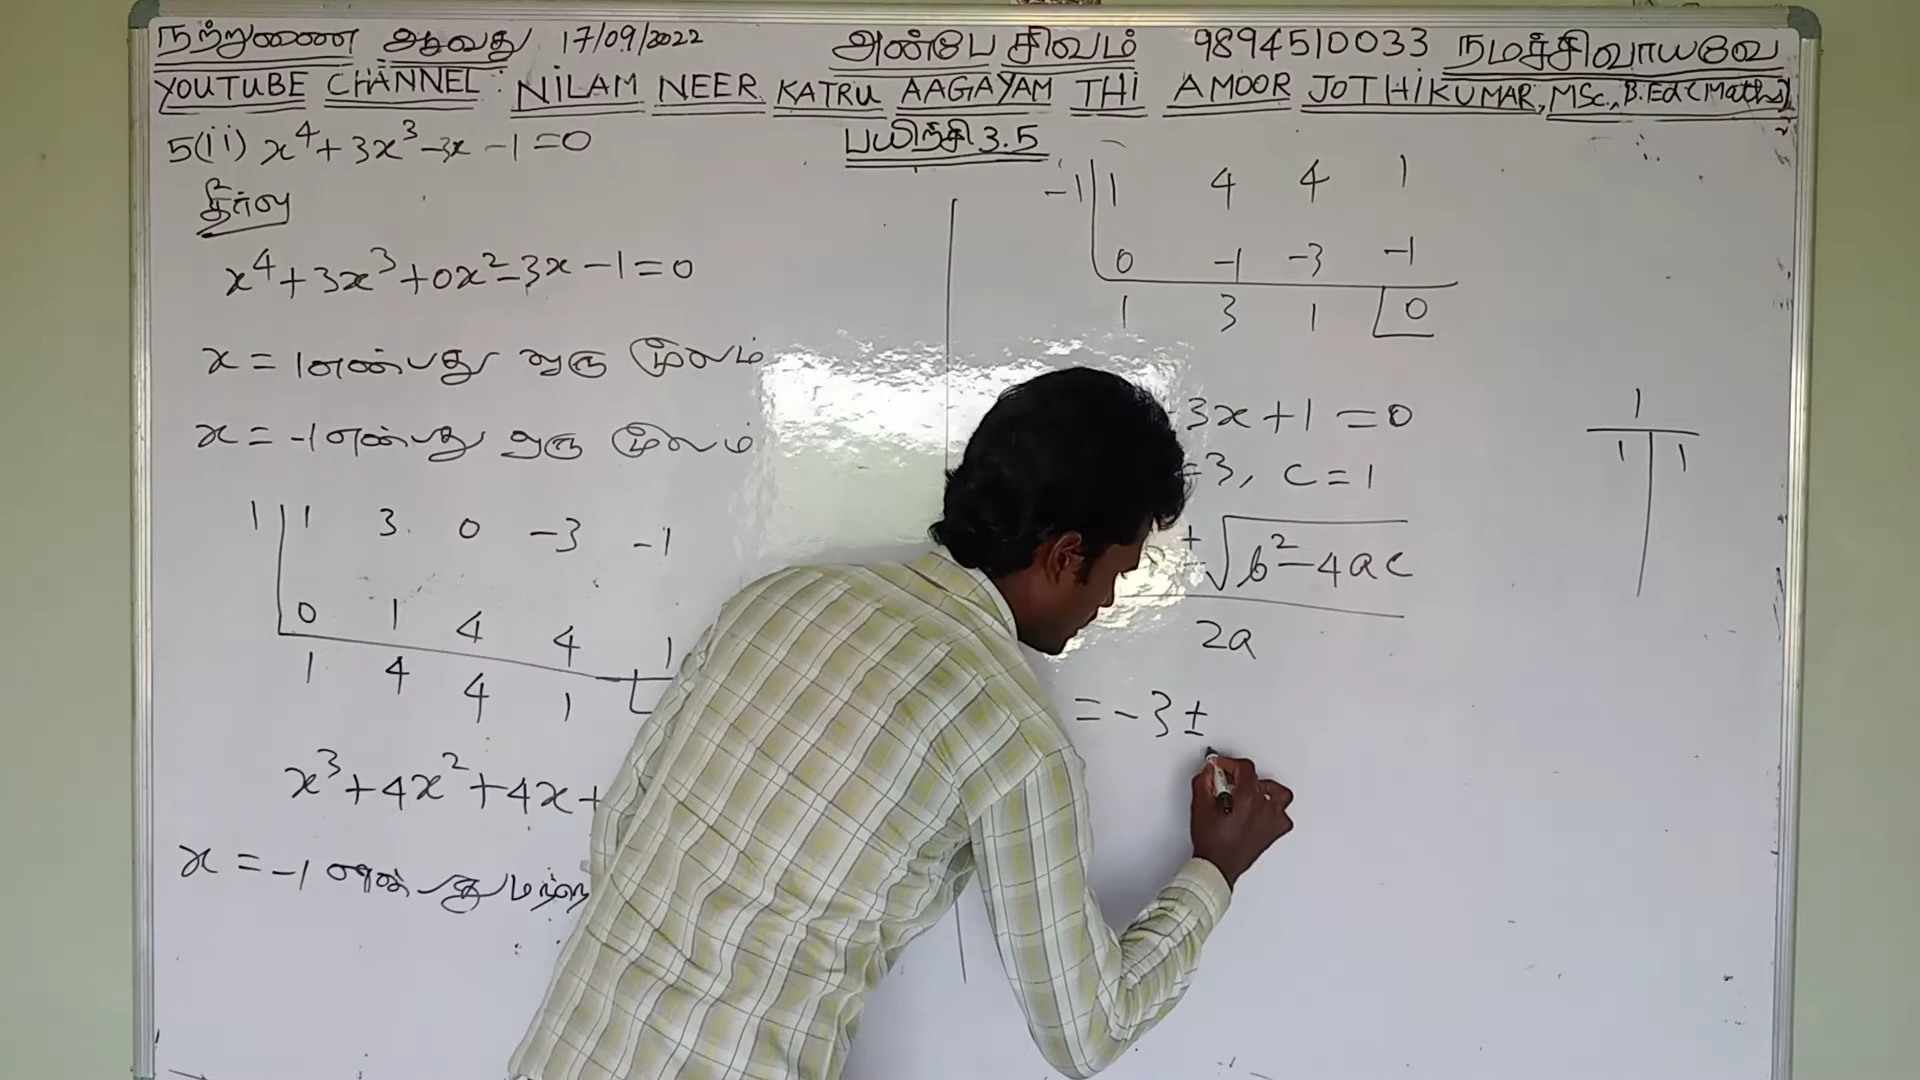 நற்றுணை ஆவது 17/09/2022 அன்பே சிவம் 9894510033 நமச்சிவாயவே
YOUTUBE CHANNEL : NILAM NEER KATRU AAGAYAM THI AMOOR JOTHIKUMAR, MSc., B.Ed (Maths)
5(ii) x⁴+3x³-3x-1=0
பயிற்சி 3.5
தீர்வு
x⁴+3x³+0x²-3x-1=0
x = 1 என்பது ஒரு மூலம்
x = -1 என்பது ஒரு மூலம்
1 1 3 0 -3 -1
0 1 4 4 1
1 4 4 1
x³+4x²+4x+
x = -1 என்பது
-1 1 4 4 1
0 -1 -3 -1
1 3 1 0
3x+1=0
=3, c=1
±√b²-4ac
2a
= -3 ±
1
1 1